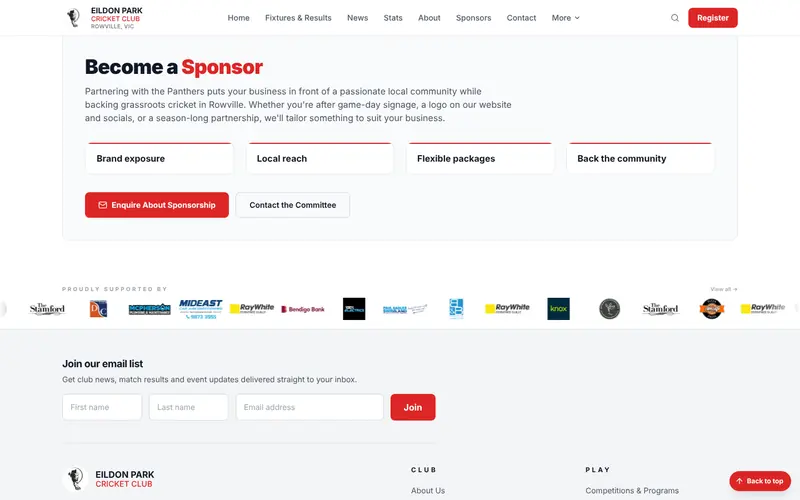 EILDON PARK
CRICKET CLUB
ROWVILLE, VIC
Home
Fixtures & Results
News
Stats
About
Sponsors
Contact
More
Register
Become a Sponsor
Partnering with the Panthers puts your business in front of a passionate local community while
backing grassroots cricket in Rowville. Whether you're after game-day signage, a logo on our website
and socials, or a season-long partnership, we'll tailor something to suit your business.
Brand exposure
Local reach
Flexible packages
Back the community
Enquire About Sponsorship
Contact the Committee
PROUDLY SUPPORTED BY
View all →
The Stamford
MCPHERSON
MIDEAST
9873 3051
RayWhite
Bendigo Bank
PAUL SADLER
SWIMLAND
RayWhite
knox
The Stamford
RayWhite
Join our email list
Get club news, match results and event updates delivered straight to your inbox.
First name
Last name
Email address
Join
EILDON PARK
CRICKET CLUB
CLUB
About Us
PLAY
Competitions & Programs
Back to top